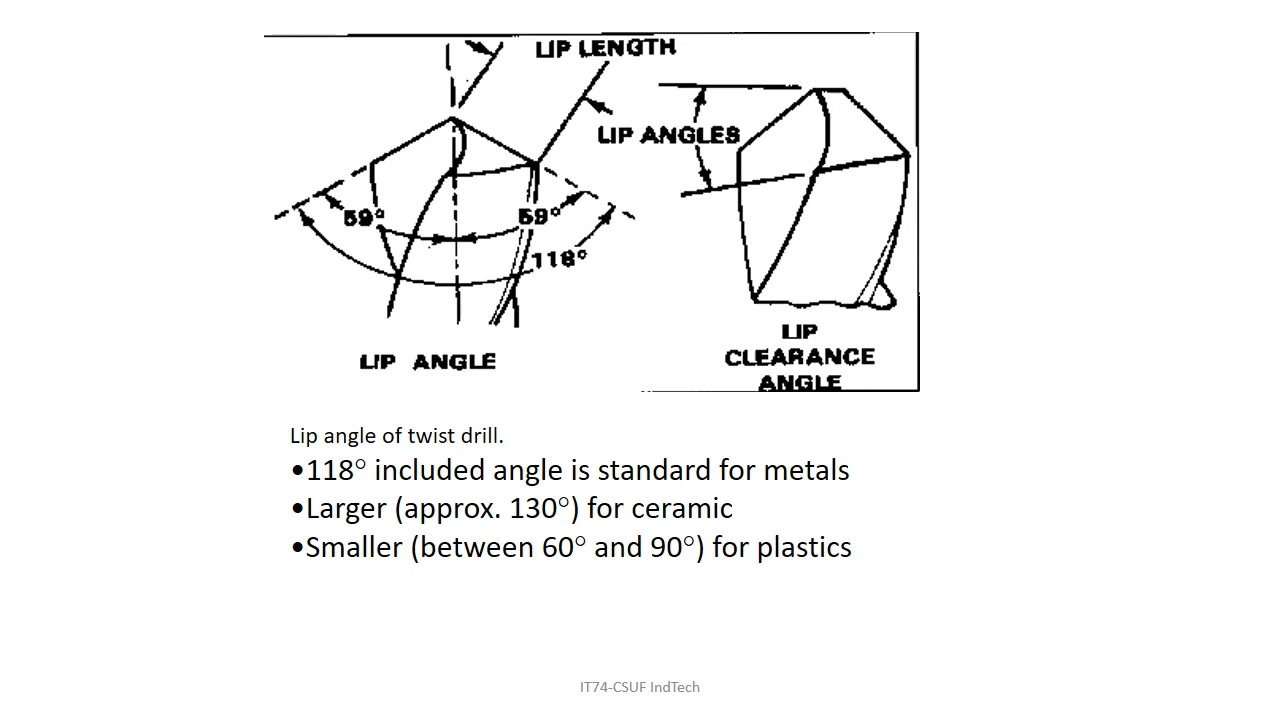 LIP LENGTH
LIP ANGLES
59°
59°
118°
LIP ANGLE
LIP
CLEARANCE
ANGLE
Lip angle of twist drill.
•118° included angle is standard for metals
•Larger (approx. 130°) for ceramic
•Smaller (between 60° and 90°) for plastics
IT74-CSUF IndTech